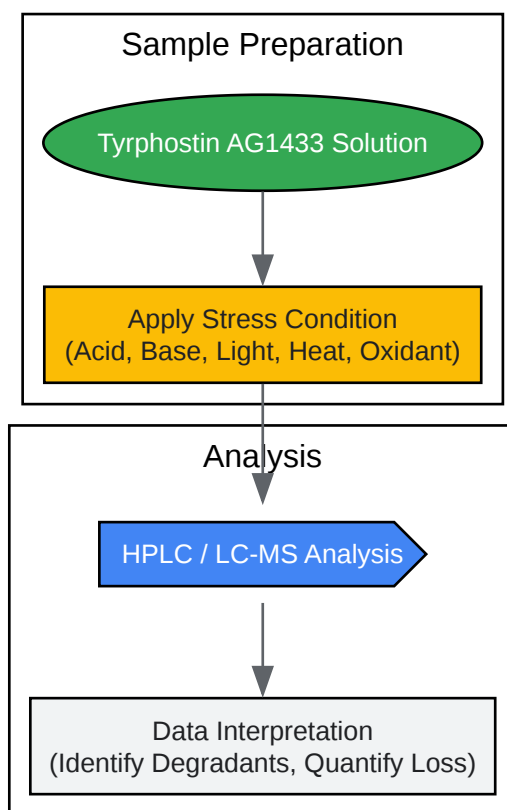 Sample Preparation
Tyrphostin AG1433 Solution
Apply Stress Condition
(Acid, Base, Light, Heat, Oxidant)
Analysis
HPLC / LC-MS Analysis
Data Interpretation
(Identify Degradants, Quantify Loss)